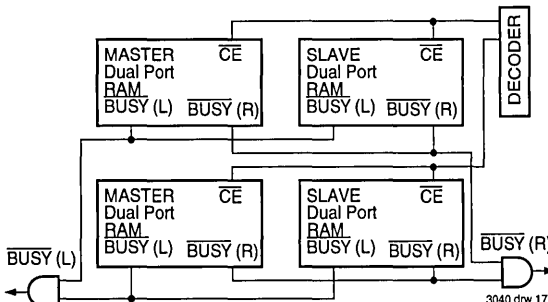 MASTER CE
Dual Port
RAM
BUSY (L) BUSY (R)
SLAVE CE
Dual Port
RAM
BUSY (L) BUSY (R)
DECODER
MASTER CE
Dual Port
RAM
BUSY (L) BUSY (R)
SLAVE CE
Dual Port
RAM
BUSY (L) BUSY (R)
BUSY (L)
BUSY (R)
3040 drw 17